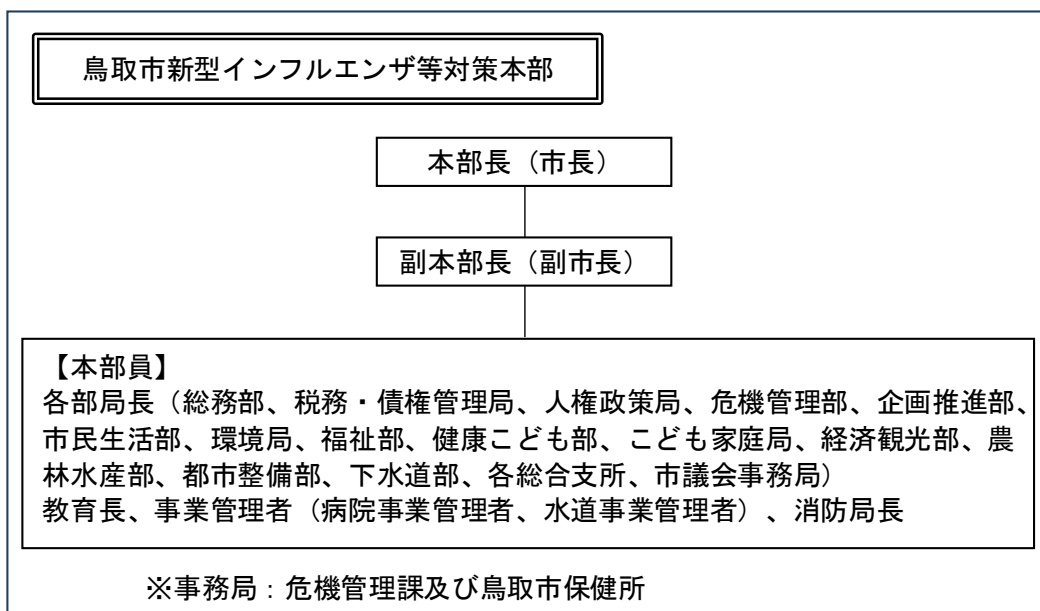 鳥取市新型インフルエンザ等対策本部
本部長（市長）
副本部長（副市長）
【本部員】
各部局長（総務部、税務・債権管理局、人権政策局、危機管理部、企画推進部、
市民生活部、環境局、福祉部、健康こども部、こども家庭局、経済観光部、農
林水産部、都市整備部、下水道部、各総合支所、市議会事務局）
教育長、事業管理者（病院事業管理者、水道事業管理者）、消防局長
※事務局：危機管理課及び鳥取市保健所